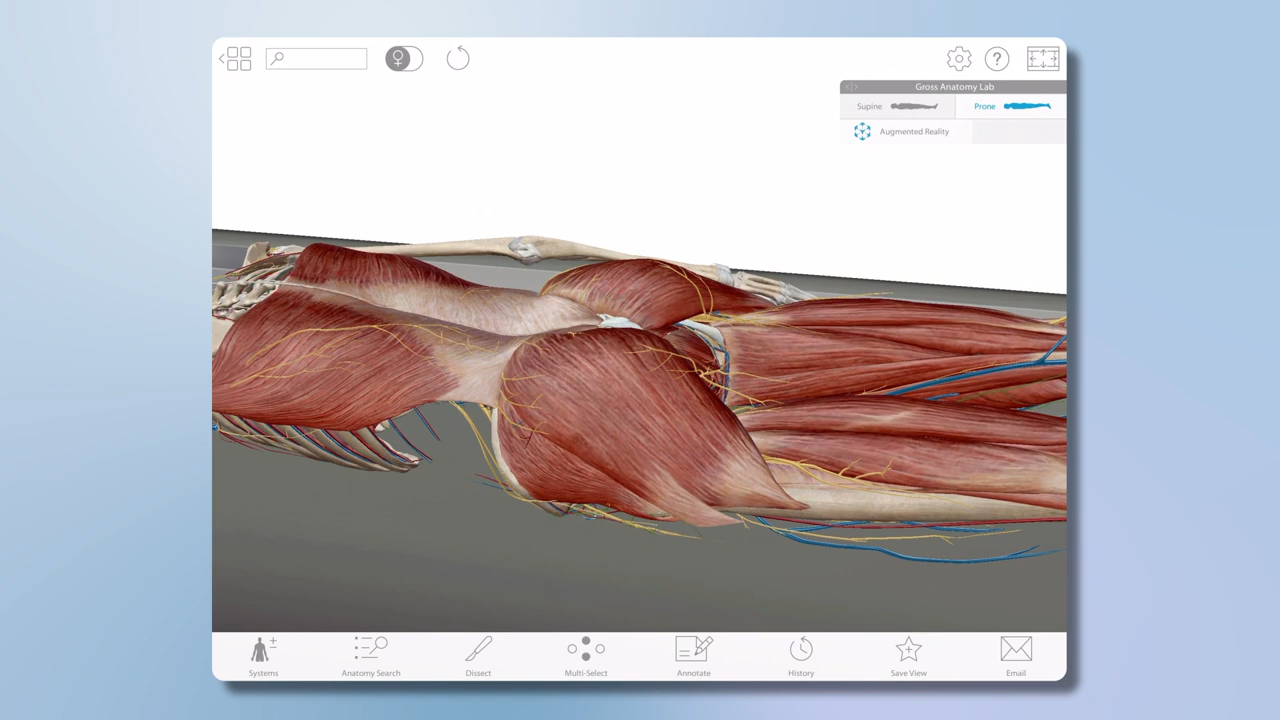 ?
Gross Anatomy Lab
Supine
Prone
Augmented Reality
Systems
Anatomy Search
Dissect
Multi-Select
Annotate
History
Save View
Email